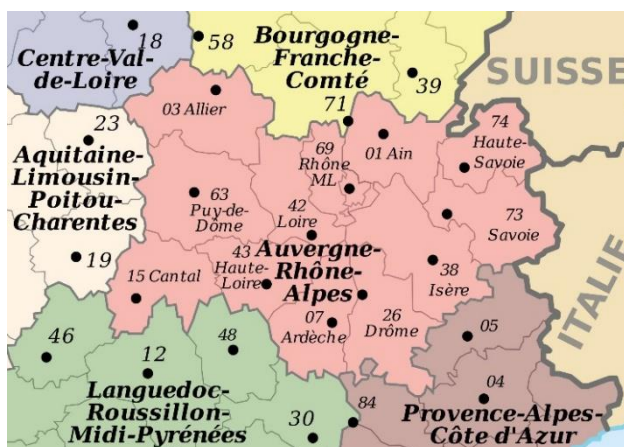 18
58
Centre-Val-
de-Loire
Bourgogne-
Franche-
Comté
39
SUISSE
03 Allier
71
23
Aquitaine-
Limousin-
Poitou-
Charentes
69
Rhône
ML
01 Ain
74
Haute-
Savoie
63
Puy-de-
Dôme
42
Loire
73
Savoie
19
15 Cantal
43
Haute-
Loire
Auvergne-
Rhône-
Alpes
38
Isère
ITALIE
46
12
48
07
Ardèche
26
Drôme
05
Languedoc-
Roussillon-
Midi-Pyrénées
30
84
04
Provence-Alpes-
Côte d'Azur